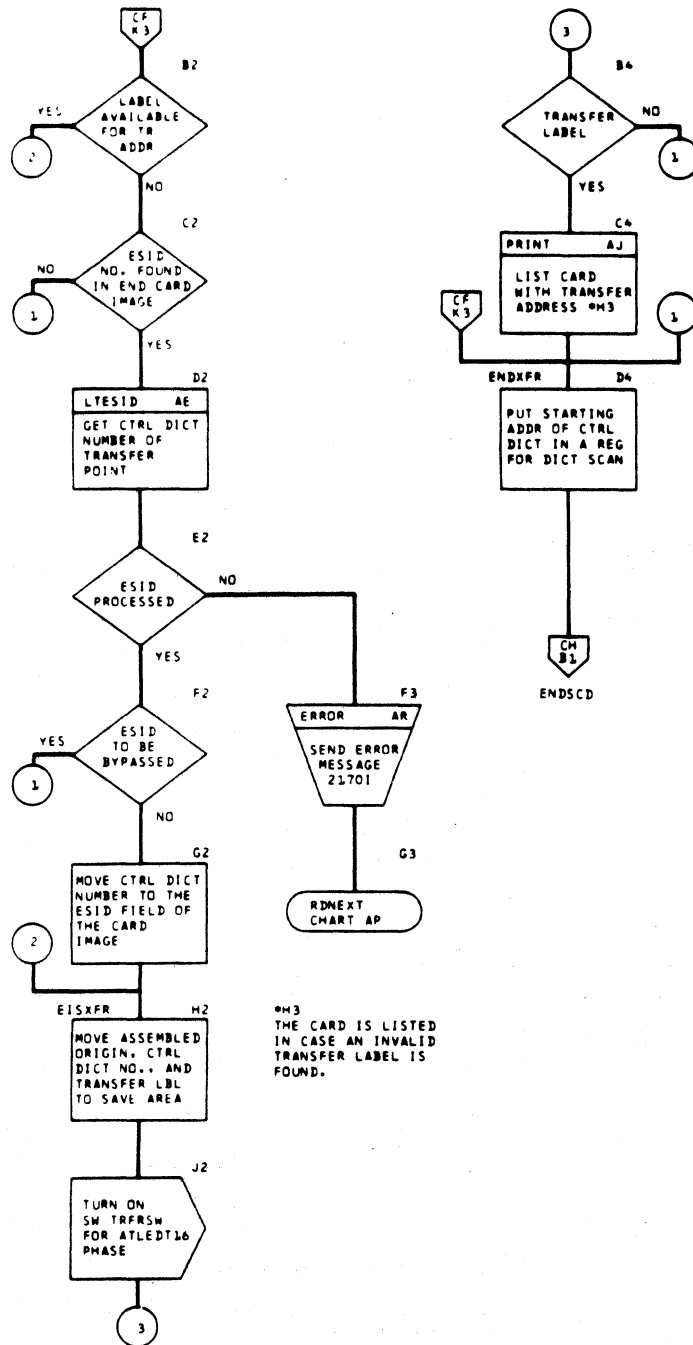 CF
K3
B2
YES
LABEL
AVAILABLE
FOR TR
ADDR
2
NO
C2
NO
ESID
NO. FOUND
IN END CARD
IMAGE
1
YES
D2
LTESID AE
GET CTRL DICT
NUMBER OF
TRANSFER
POINT
E2
ESID
PROCESSED
NO
YES
F2
YES
ESID
TO BE
BYPASSED
1
NO
F3
ERROR AR
SEND ERROR
MESSAGE
2170I
G3
RDNEXT
CHART AP
G2
MOVE CTRL DICT
NUMBER TO THE
ESID FIELD OF
THE CARD
IMAGE
2
EISXFR H2
MOVE ASSEMBLED
ORIGIN, CTRL
DICT NO., AND
TRANSFER LBL
TO SAVE AREA
*H3
THE CARD IS LISTED
IN CASE AN INVALID
TRANSFER LABEL IS
FOUND.
J2
TURN ON
SW TRFRSW
FOR ATLEDT16
PHASE
3
3
B4
TRANSFER
LABEL
NO
1
YES
C4
PRINT AJ
LIST CARD
WITH TRANSFER
ADDRESS *H3
CF
K3
1
ENDXFR D4
PUT STARTING
ADDR OF CTRL
DICT IN A REG
FOR DICT SCAN
CH
B1
ENDSCD